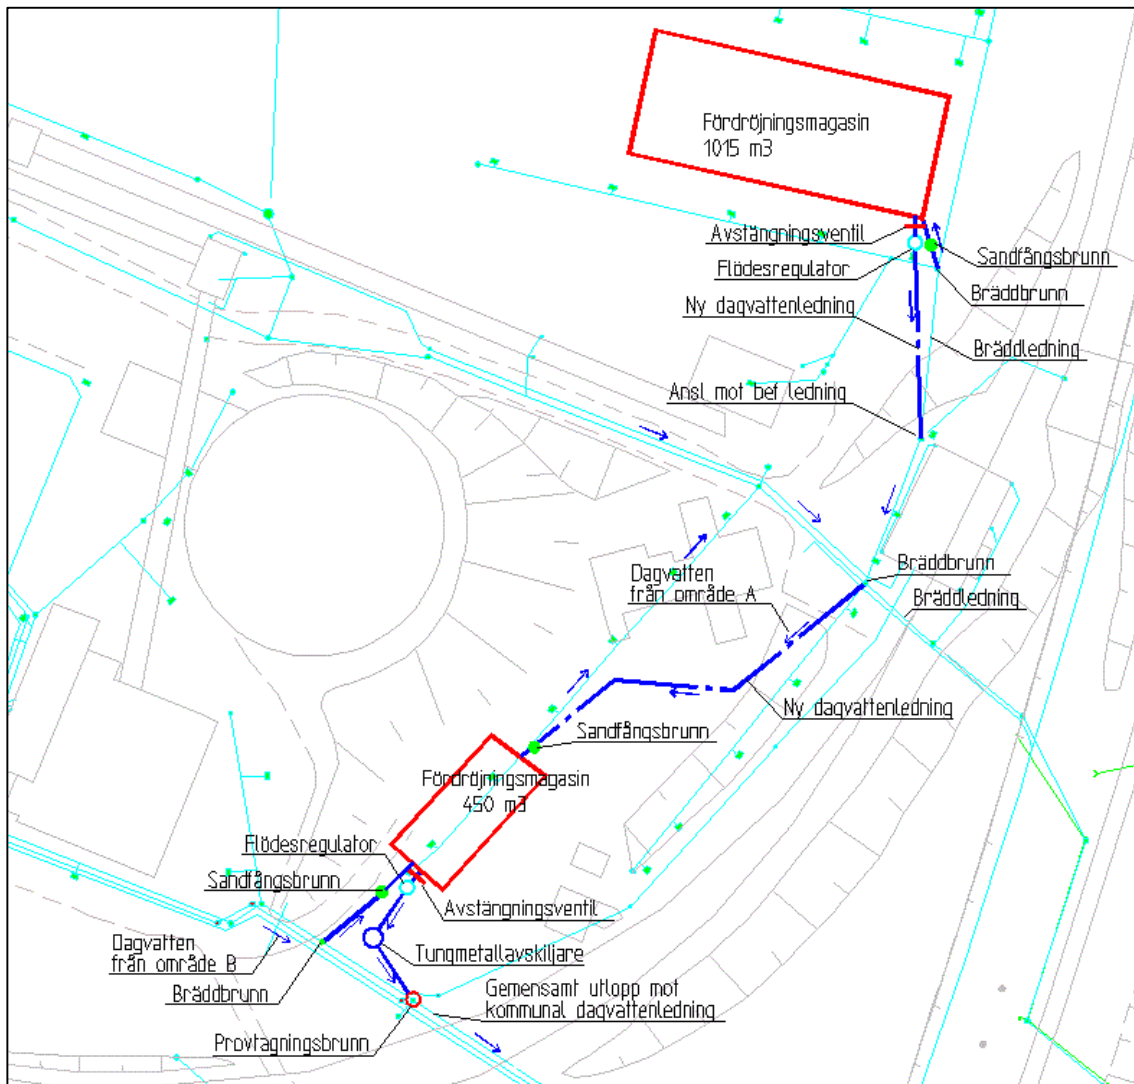 Fördröjningsmagasin
1015 m3
Avstängningsventil
Sandfångsbrunn
Flödesregulator
Bräddbrunn
Ny dagvattenledning
Bräddledning
Ansl mot bef ledning
Bräddbrunn
Dagvatten
från område A
Bräddledning
Ny dagvattenledning
Sandfångsbrunn
Fördröjningsmagasin
450 m3
Flödesregulator
Sandfångsbrunn
Avstängningsventil
Dagvatten
från område B
Tungmetallavskiljare
Bräddbrunn
Gemensamt utlopp mot
kommunal dagvattenledning
Provtagningsbrunn